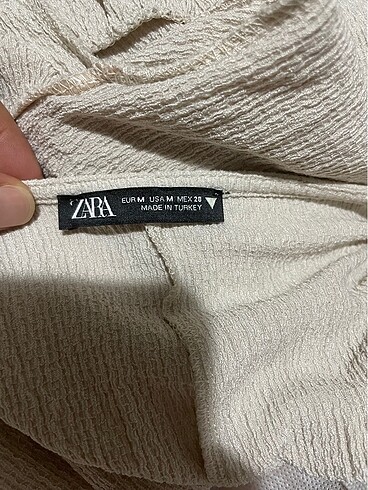 ZARA
EUR M USA M MEX 28
MADE IN TURKEY